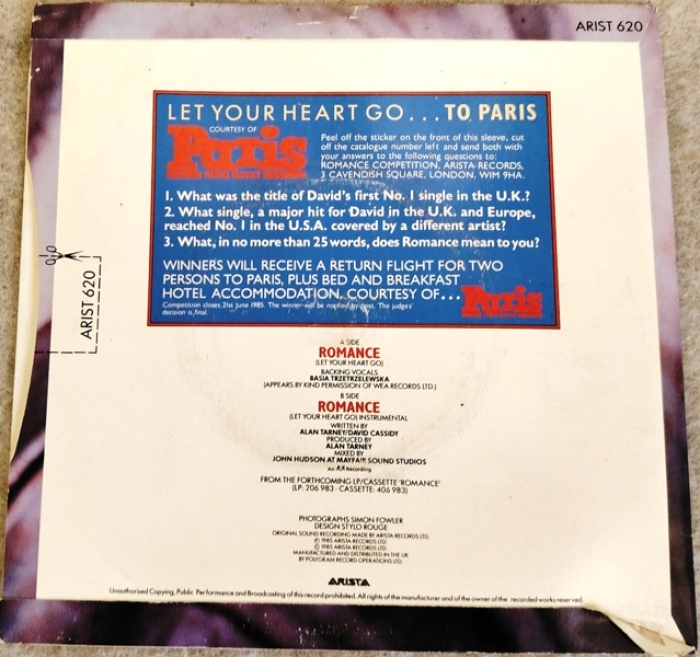 ARIST 620
LET YOUR HEART GO... TO PARIS
COURTESY OF
Paris
TRAVEL SERVICE
Peel off the sticker on the front of this sleeve, cut
off the catalogue number left and send both with
your answers to the following questions to:
ROMANCE COMPETITION, ARISTA RECORDS,
3 CAVENDISH SQUARE, LONDON, W1M 9HA.
1. What was the title of David's first No. 1 single in the U.K.?
2. What single, a major hit for David in the U.K. and Europe,
reached No. 1 in the U.S.A. covered by a different artist?
3. What, in no more than 25 words, does Romance mean to you?
WINNERS WILL RECEIVE A RETURN FLIGHT FOR TWO
PERSONS TO PARIS, PLUS BED AND BREAKFAST
HOTEL ACCOMMODATION, COURTESY OF... Paris
Competition closes 21st June 1985. The winner will be notified by post. The judges'
decision is final.
ARIST 620
A SIDE
ROMANCE
(LET YOUR HEART GO)
BACKING VOCALS
BASIA TRZETRZELEWSKA
(APPEARS BY KIND PERMISSION OF WEA RECORDS LTD.)
B SIDE
ROMANCE
(LET YOUR HEART GO) INSTRUMENTAL
WRITTEN BY
ALAN TARNEY/DAVID CASSIDY
PRODUCED BY
ALAN TARNEY
MIXED BY
JOHN HUDSON AT MAYFAIR SOUND STUDIOS
An Recording
FROM THE FORTHCOMING LP/CASSETTE 'ROMANCE'
(LP: 206 983 · CASSETTE: 406 983)
PHOTOGRAPHS SIMON FOWLER
DESIGN STYLO ROUGE
ORIGINAL SOUND RECORDING MADE BY ARISTA RECORDS LTD.
℗ 1985 ARISTA RECORDS LTD.
© 1985 ARISTA RECORDS LTD.
MANUFACTURED AND DISTRIBUTED IN THE UK
BY POLYGRAM RECORD OPERATIONS LTD.
ARISTA
Unauthorised Copying, Public Performance and Broadcasting of this record prohibited. All rights of the manufacturer and of the owner of the recorded works reserved.